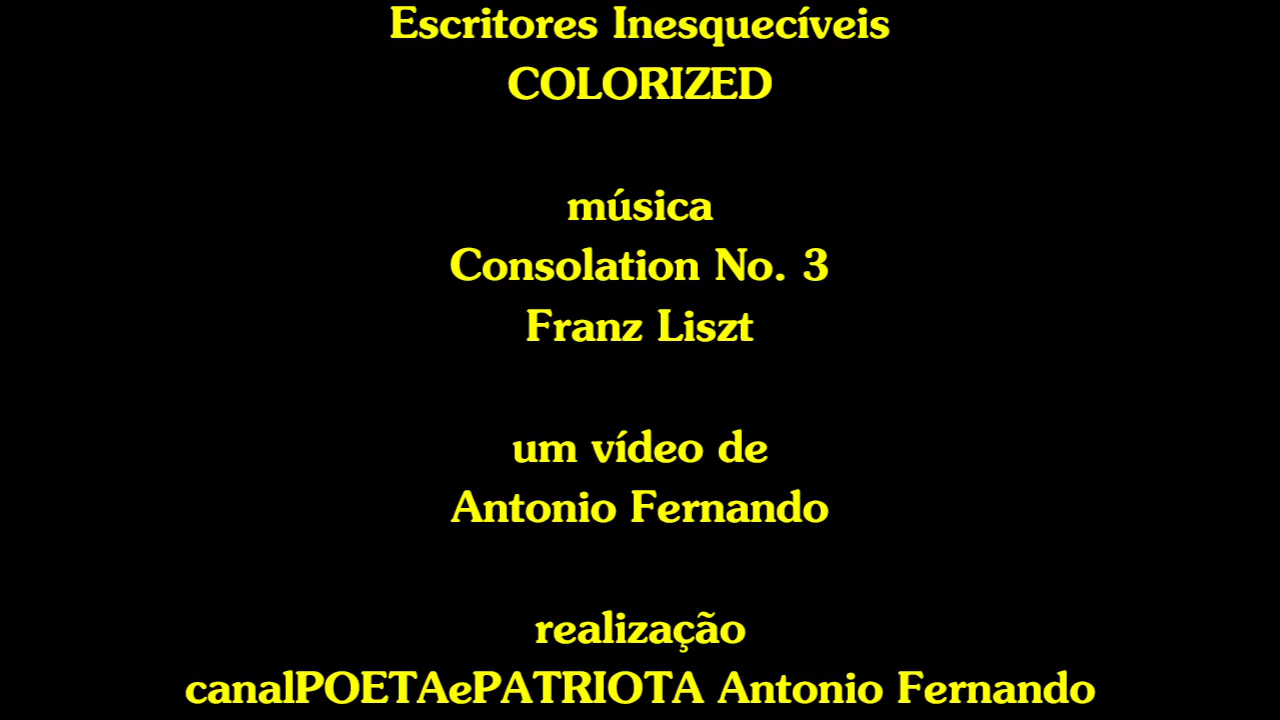 Escritores Inesquecíveis
COLORIZED
música
Consolation No. 3
Franz Liszt
um vídeo de
Antonio Fernando
realização
canalPOETAePATRIOTA Antonio Fernando